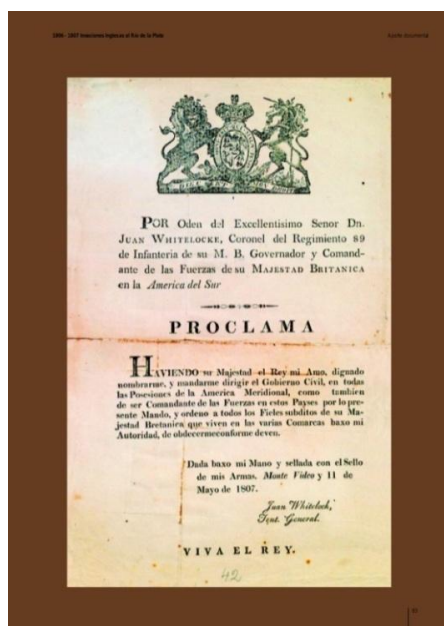 1806 - 1807 Invasiones Inglesas al Río de la Plata
Aporte documental
POR Oden del Excellentisimo Senor Dn.
JUAN WHITELOCKE, Coronel del Regimiento 89
de Infanteria de su M. B. Governador y Comand-
ante de las Fuerzas de su MAJESTAD BRITANICA
en la America del Sur
PROCLAMA
HAVIENDO su Majestad el Rey mi Amo, dignado
nombrarme, y mandarme dirigir el Gobierno Civil, en todas
las Posesiones de la America Meridional, como tambien
de ser Comandante de las Fuerzas en estos Payses por lo pre-
sente Mando, y ordeno a todos los Fieles subditos de su Ma-
jestad Bretanica que viven en las varias Comarcas baxo mi
Autoridad, de obdecermeconforme deven.
Dada baxo mi Mano y sellada con el Sello
de mis Armas. Monte Video y 11 de
Mayo de 1807.
Juan Whitelock,
Tent. General.
VIVA EL REY.
42